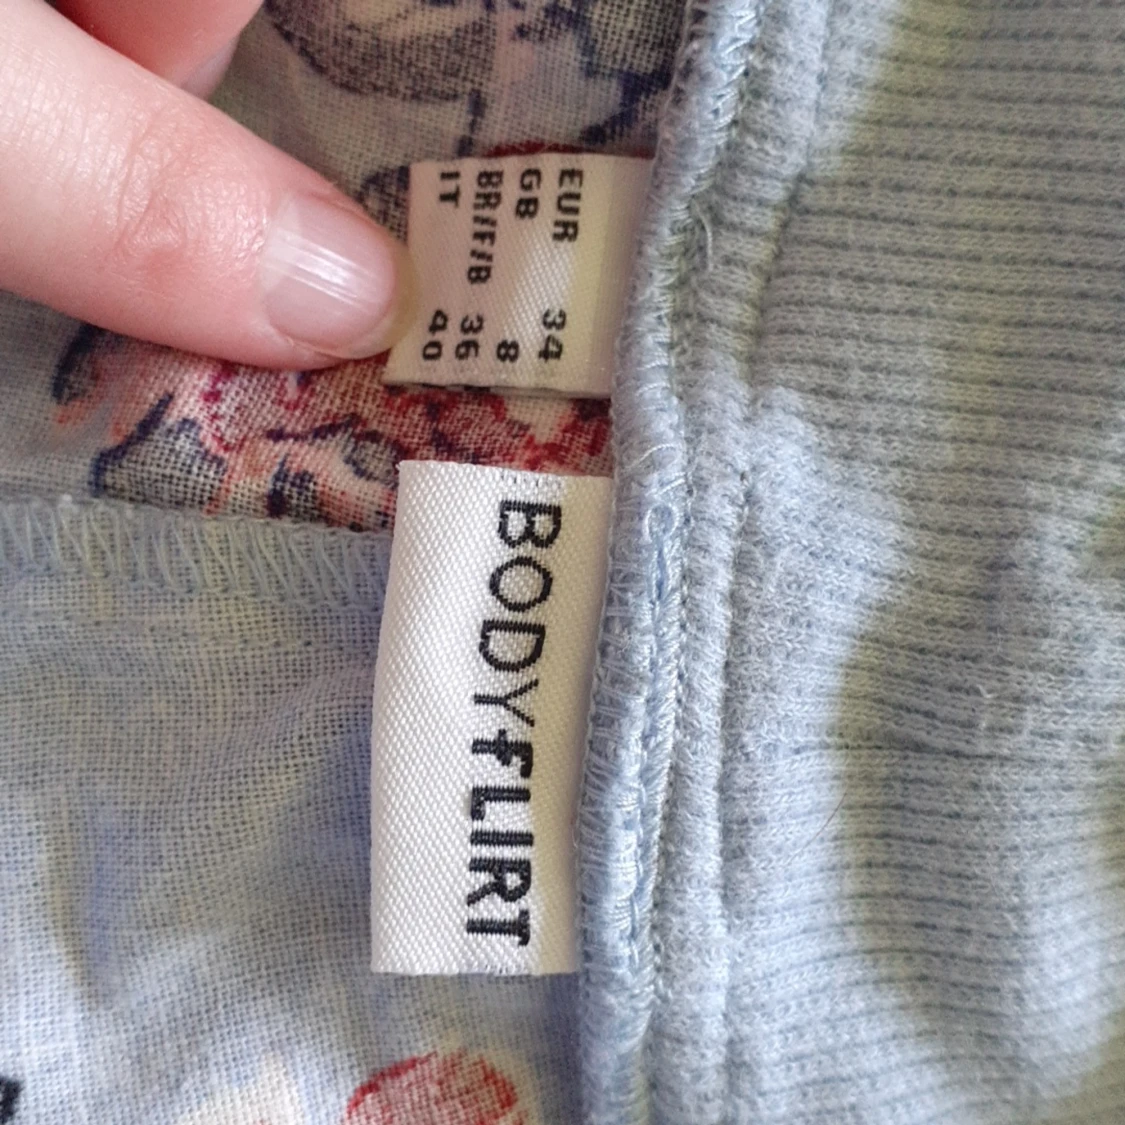 EUR 34
GB 8
BR/F/B 36
IT 40
BODYFLIRT